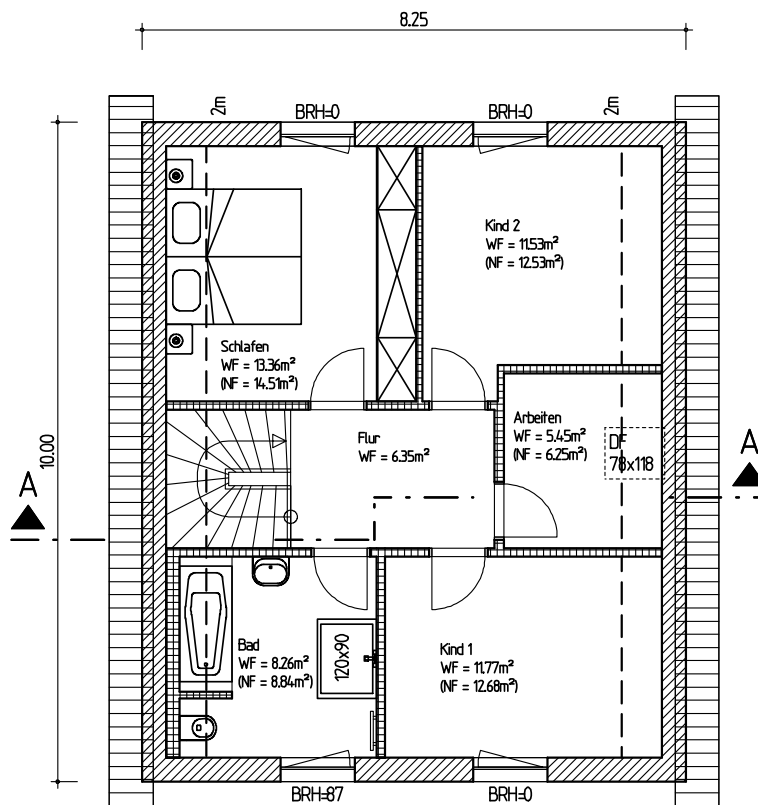 8.25
2m
BRH=0
BRH=0
2m
Kind 2
WF = 11.53m²
(NF = 12.53m²)
Schlafen
WF = 13.36m²
(NF = 14.51m²)
Arbeiten
WF = 5.45m²
(NF = 6.25m²)
DF
78x118
Flur
WF = 6.35m²
10.00
A
A
Bad
WF = 8.26m²
(NF = 8.84m²)
120x90
Kind 1
WF = 11.77m²
(NF = 12.68m²)
BRH=87
BRH=0